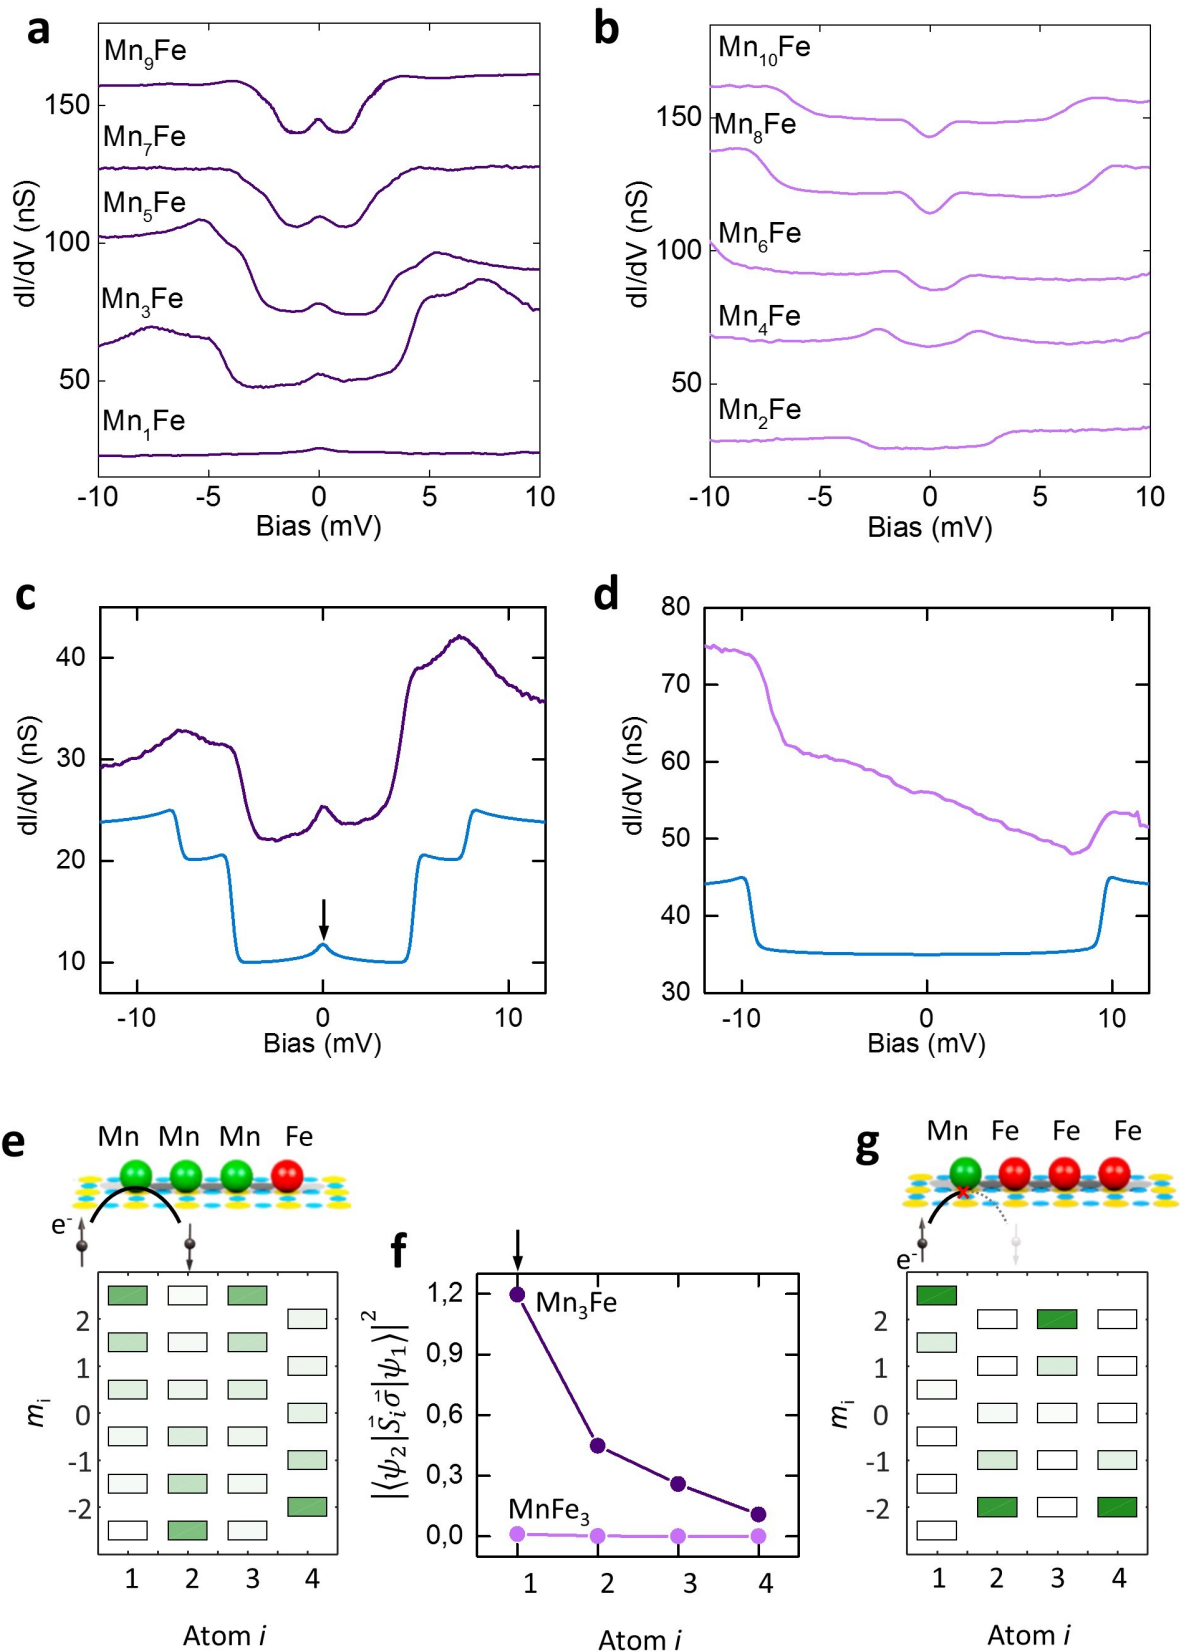 a
Mn9Fe
Mn7Fe
Mn5Fe
Mn3Fe
Mn1Fe
150
100
50
dI/dV (nS)
-10 -5 0 5 10
Bias (mV)
b
Mn10Fe
Mn8Fe
Mn6Fe
Mn4Fe
Mn2Fe
150
100
50
dI/dV (nS)
-10 -5 0 5 10
Bias (mV)
c
40
30
20
10
dI/dV (nS)
-10 0 10
Bias (mV)
d
80
70
60
50
40
30
dI/dV (nS)
-10 0 10
Bias (mV)
e
Mn Mn Mn Fe
e-
2
1
0
-1
-2
mi
1 2 3 4
Atom i
f
1,2
0,9
0,6
0,3
0,0
|⟨ψ2|S⃗iσ⃗|ψ1⟩|2
Mn3Fe
MnFe3
1 2 3 4
Atom i
g
Mn Fe Fe Fe
e-
2
1
0
-1
-2
mi
1 2 3 4
Atom i